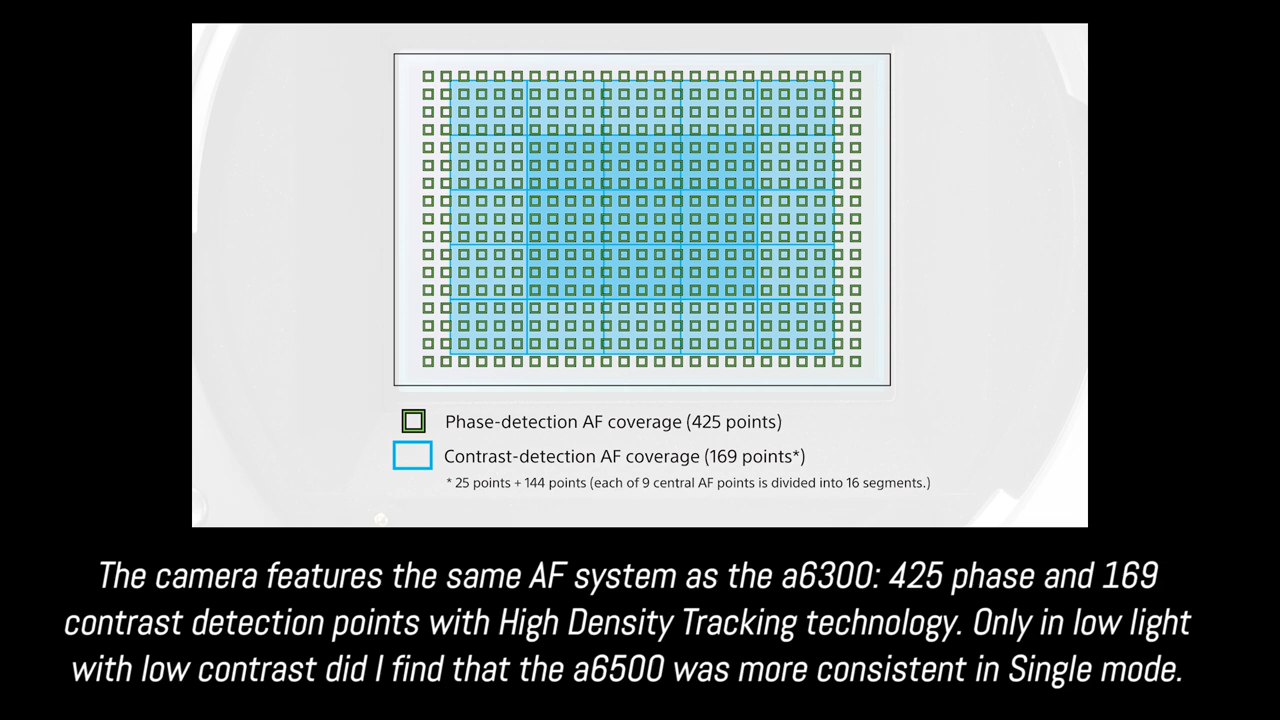 Phase-detection AF coverage (425 points)
Contrast-detection AF coverage (169 points*)
* 25 points + 144 points (each of 9 central AF points is divided into 16 segments.)
The camera features the same AF system as the a6300: 425 phase and 169
contrast detection points with High Density Tracking technology. Only in low light
with low contrast did I find that the a6500 was more consistent in Single mode.